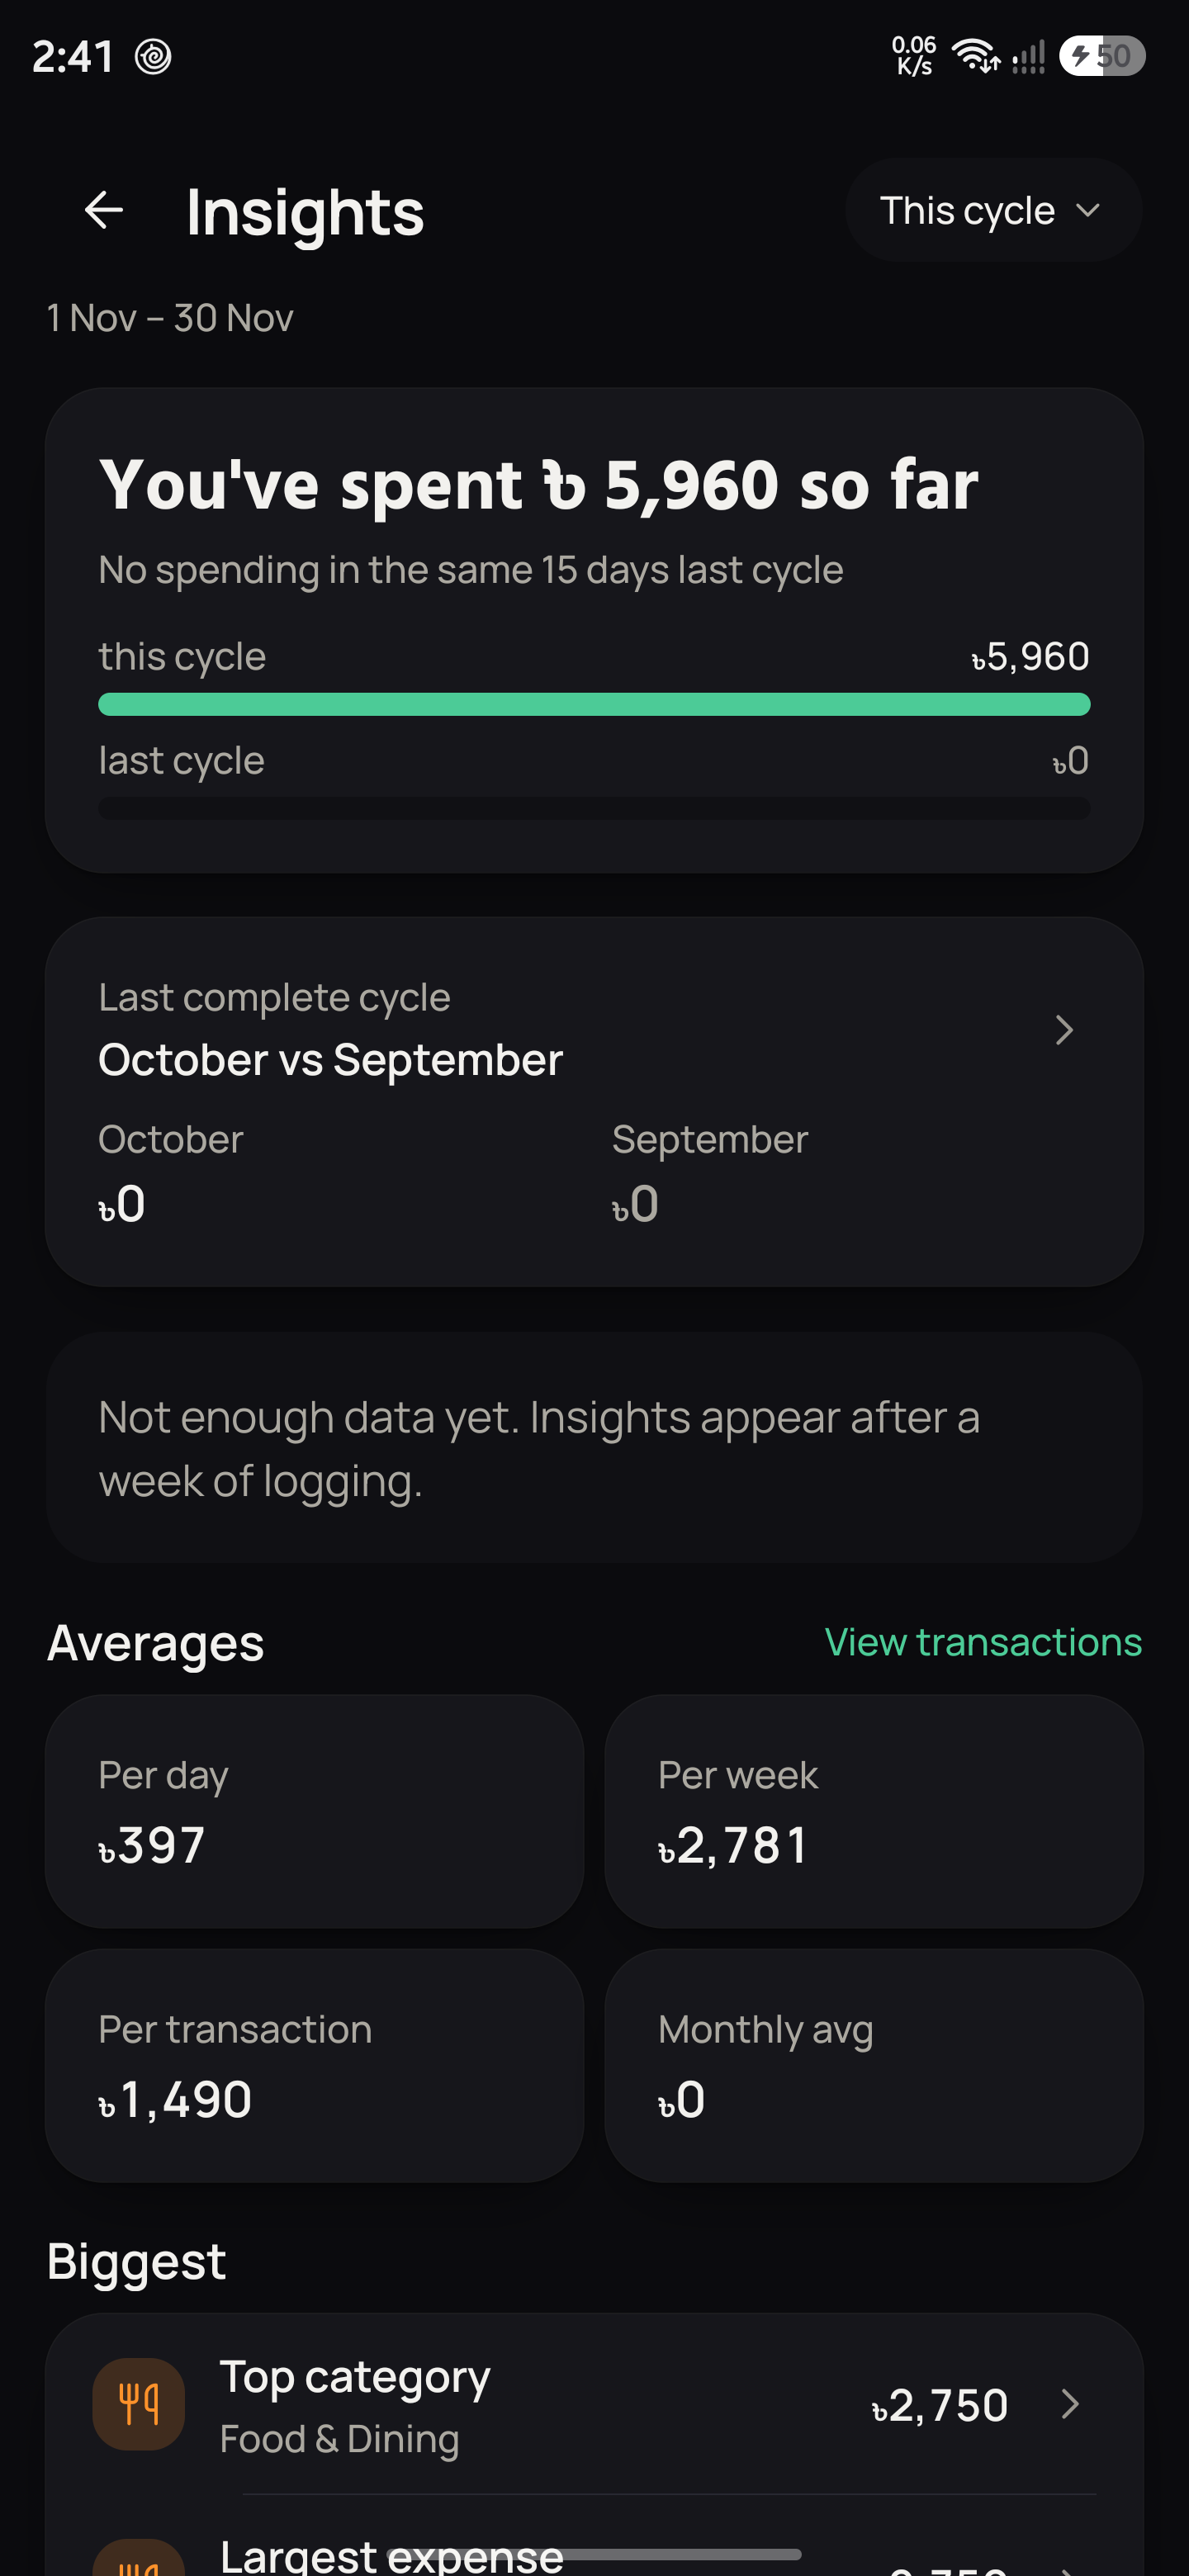 2:41
0.06
K/s
50
Insights
This cycle
1 Nov – 30 Nov
You've spent ৳ 5,960 so far
No spending in the same 15 days last cycle
this cycle
৳5,960
last cycle
৳0
Last complete cycle
October vs September
October
September
৳0
৳0
Not enough data yet. Insights appear after a
week of logging.
Averages
View transactions
Per day
Per week
৳397
৳2,781
Per transaction
Monthly avg
৳1,490
৳0
Biggest
Top category
৳2,750
Food & Dining
Largest expense